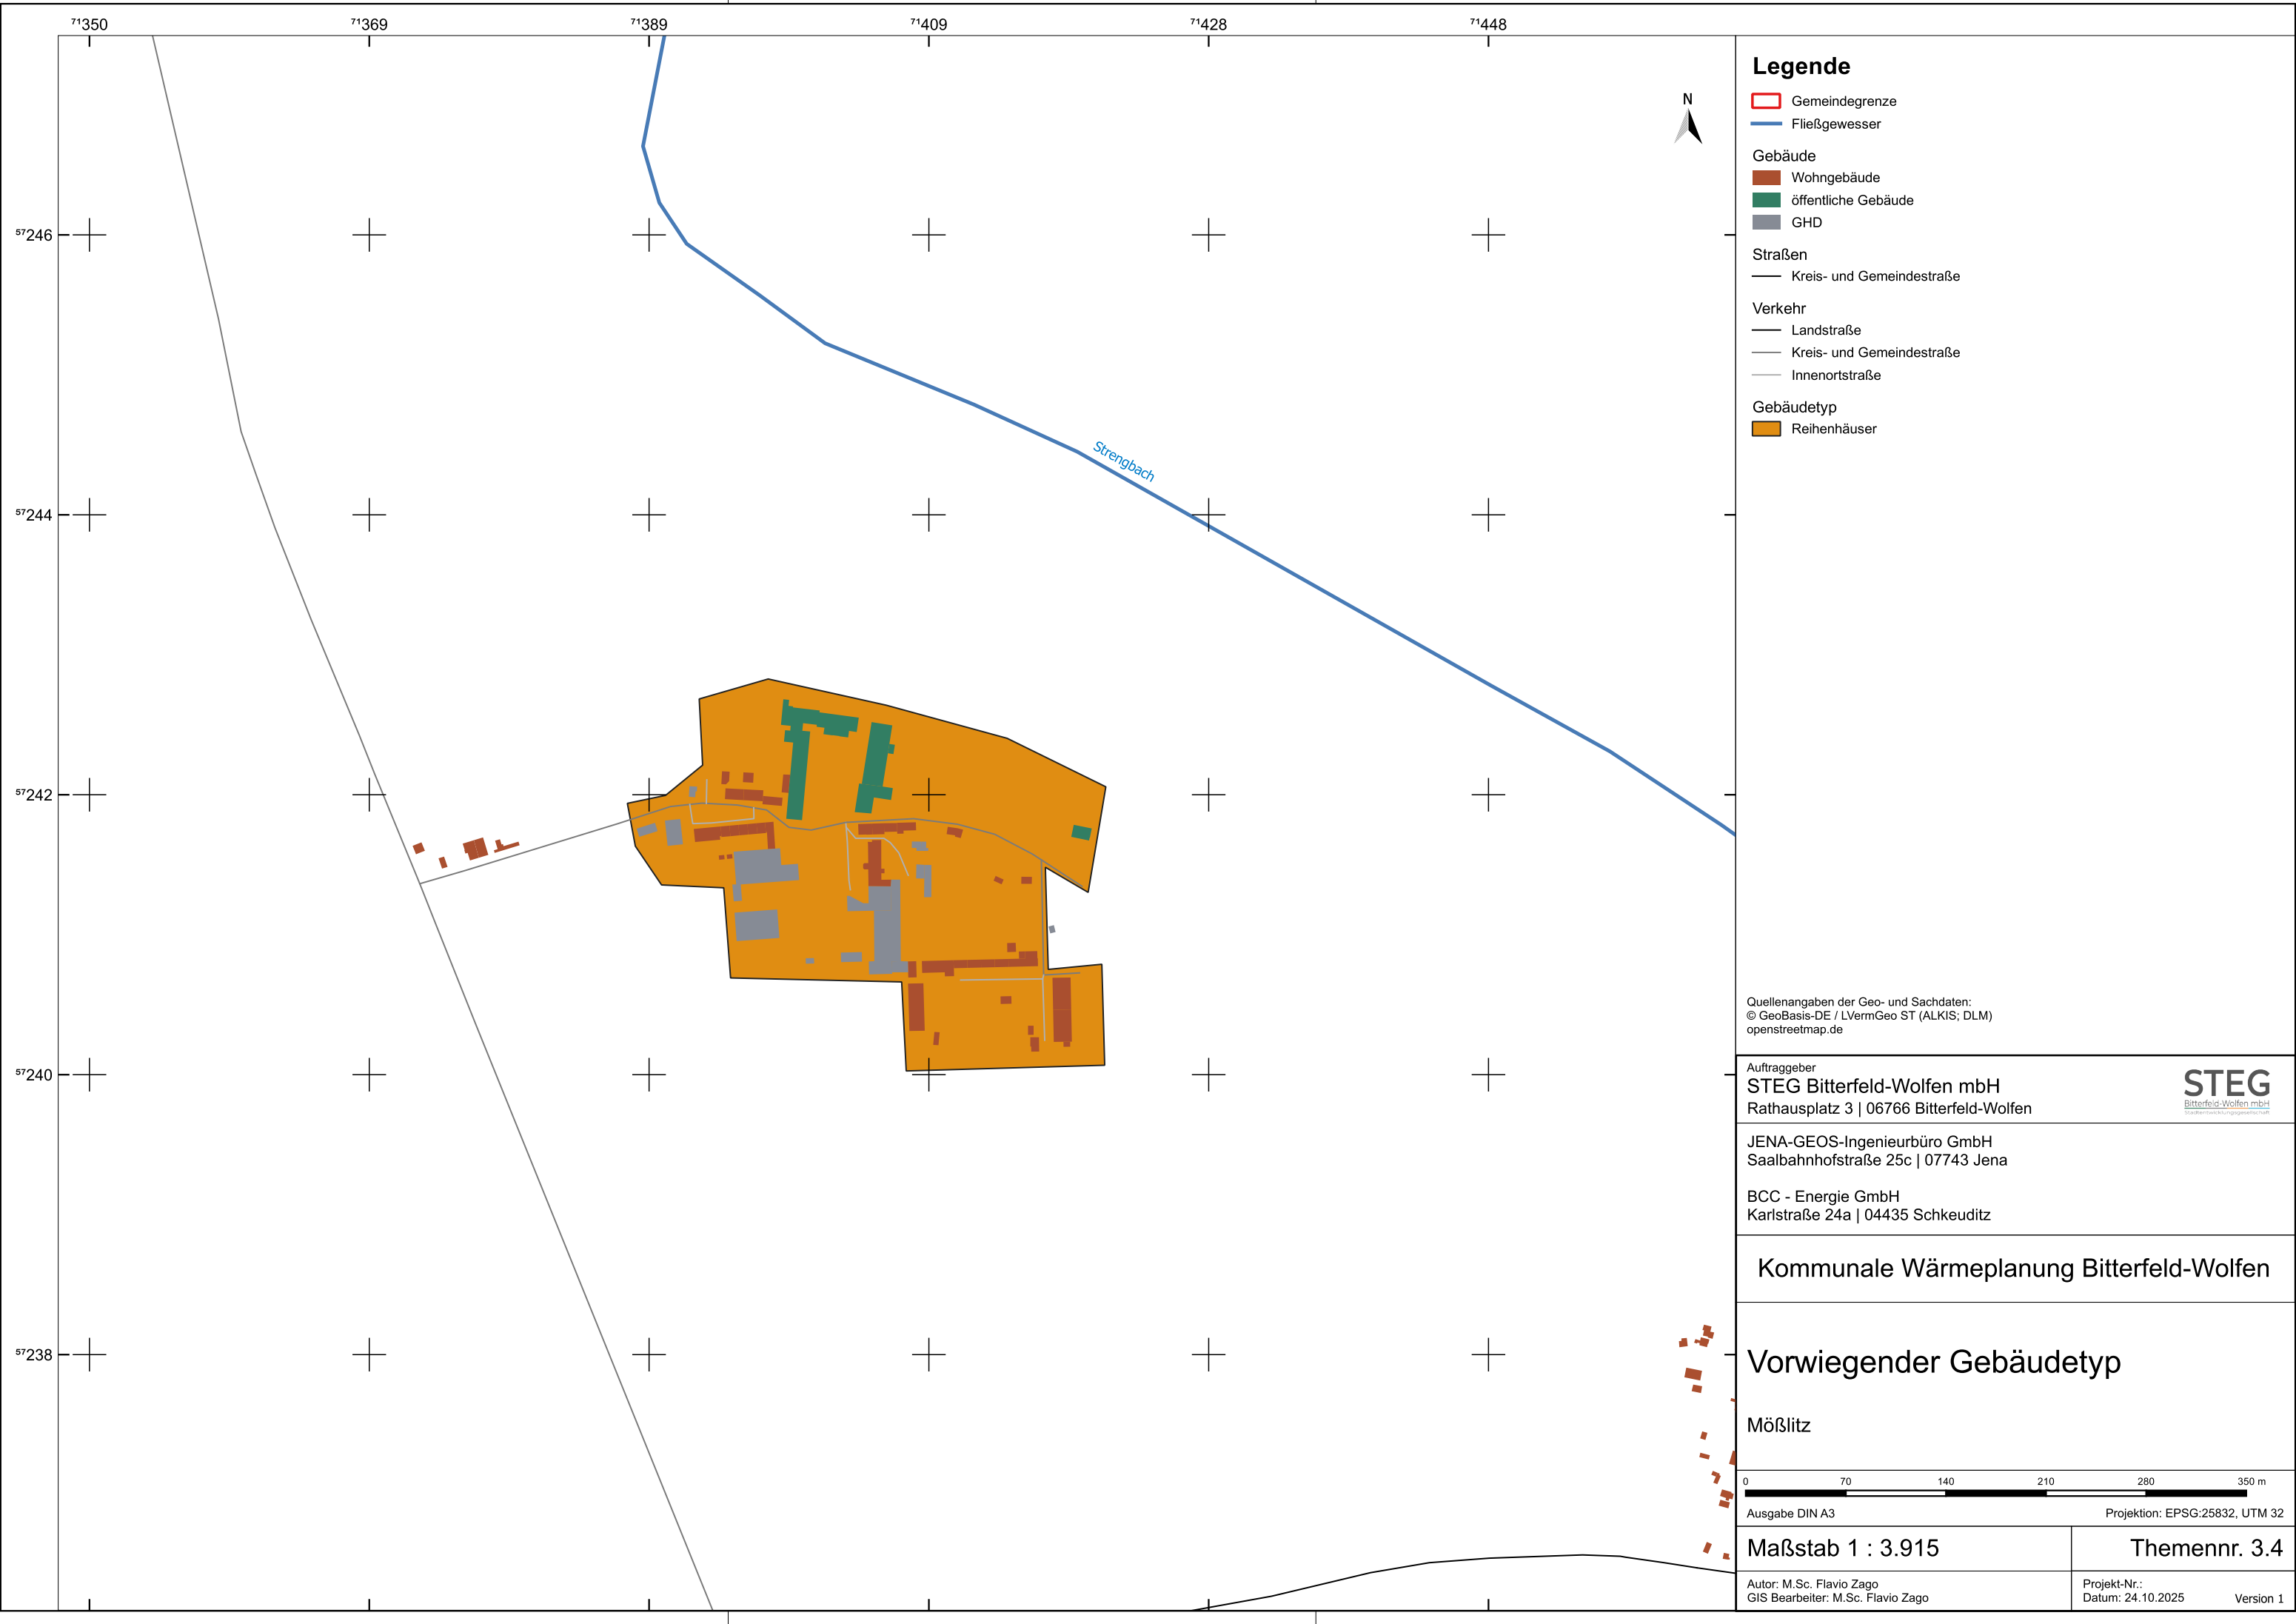 71350 71369 71389 71409 71428 71448
57246
57244
57242
57240
57238
N
Strengbach
Legende
Gemeindegrenze
Fließgewesser
Gebäude
Wohngebäude
öffentliche Gebäude
GHD
Straßen
Kreis- und Gemeindestraße
Verkehr
Landstraße
Kreis- und Gemeindestraße
Innenortstraße
Gebäudetyp
Reihenhäuser
Quellenangaben der Geo- und Sachdaten:
© GeoBasis-DE / LVermGeo ST (ALKIS; DLM)
openstreetmap.de
Auftraggeber
STEG Bitterfeld-Wolfen mbH
Rathausplatz 3 | 06766 Bitterfeld-Wolfen
STEG
Bitterfeld-Wolfen mbH
Stadtentwicklungsgesellschaft
JENA-GEOS-Ingenieurbüro GmbH
Saalbahnhofstraße 25c | 07743 Jena
BCC - Energie GmbH
Karlstraße 24a | 04435 Schkeuditz
Kommunale Wärmeplanung Bitterfeld-Wolfen
Vorwiegender Gebäudetyp
Mößlitz
0 70 140 210 280 350 m
Ausgabe DIN A3 Projektion: EPSG:25832, UTM 32
Maßstab 1 : 3.915 Themennr. 3.4
Autor: M.Sc. Flavio Zago
GIS Bearbeiter: M.Sc. Flavio Zago
Projekt-Nr.:
Datum: 24.10.2025 Version 1